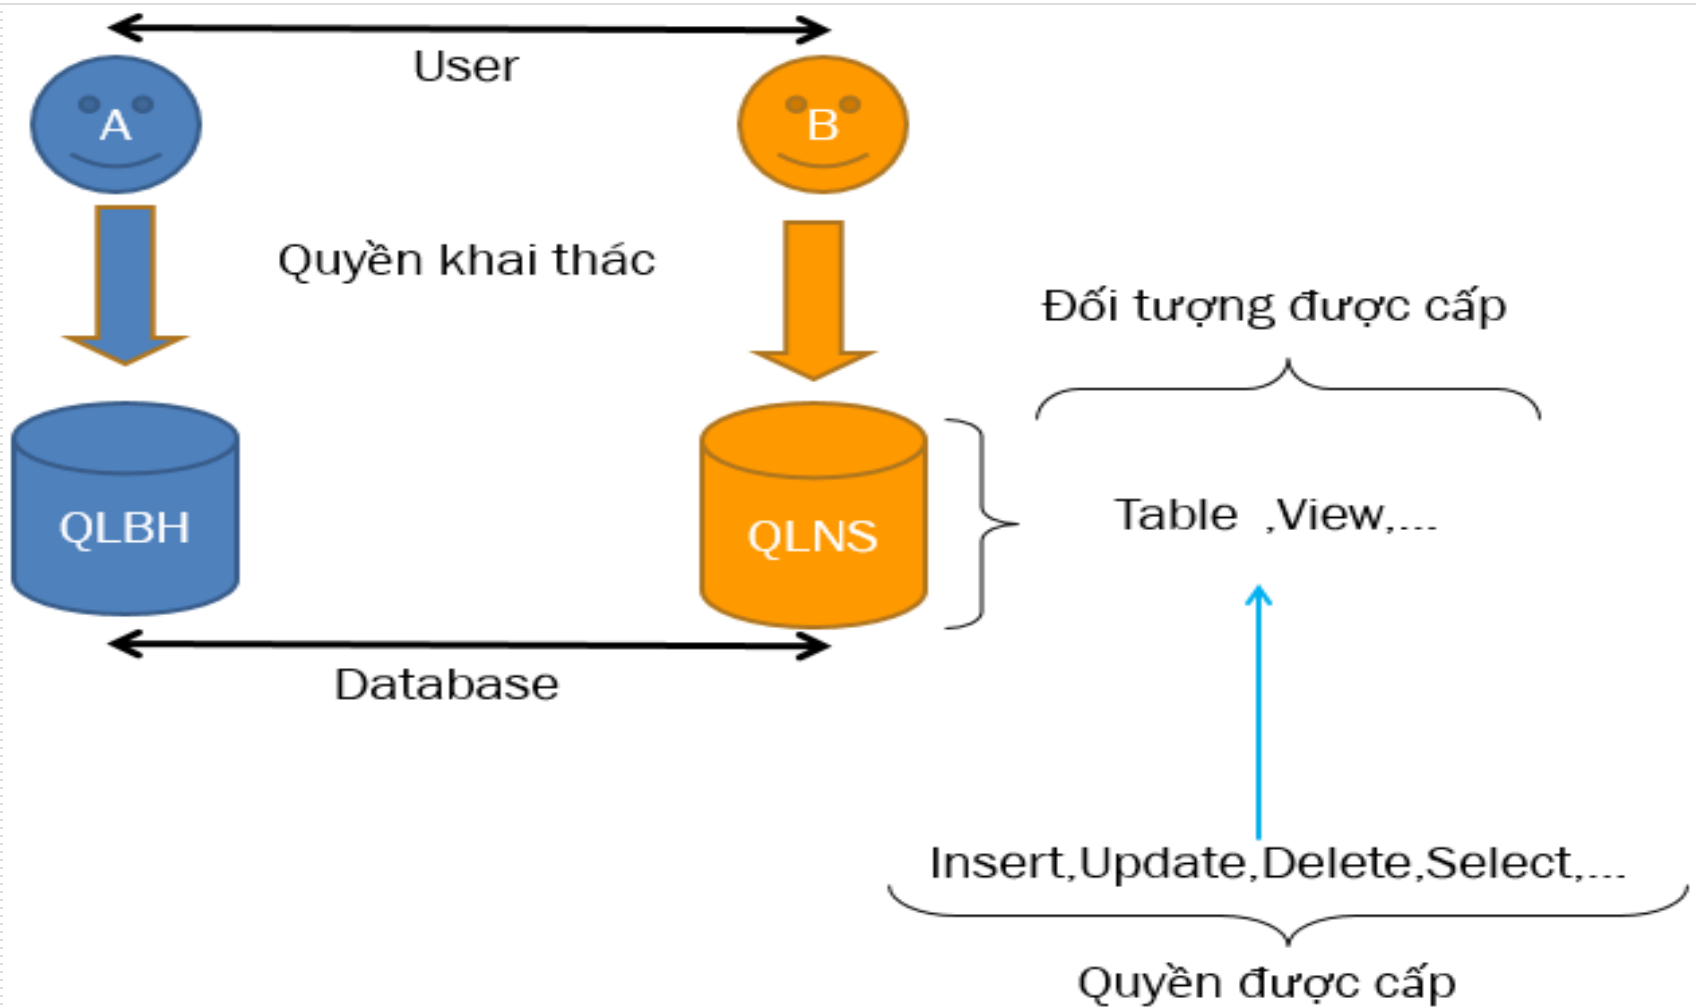 User
A
B
Quyền khai thác
Đối tượng được cấp
QLBH
QLNS
Table ,View,...
Database
Insert,Update,Delete,Select,...
Quyền được cấp